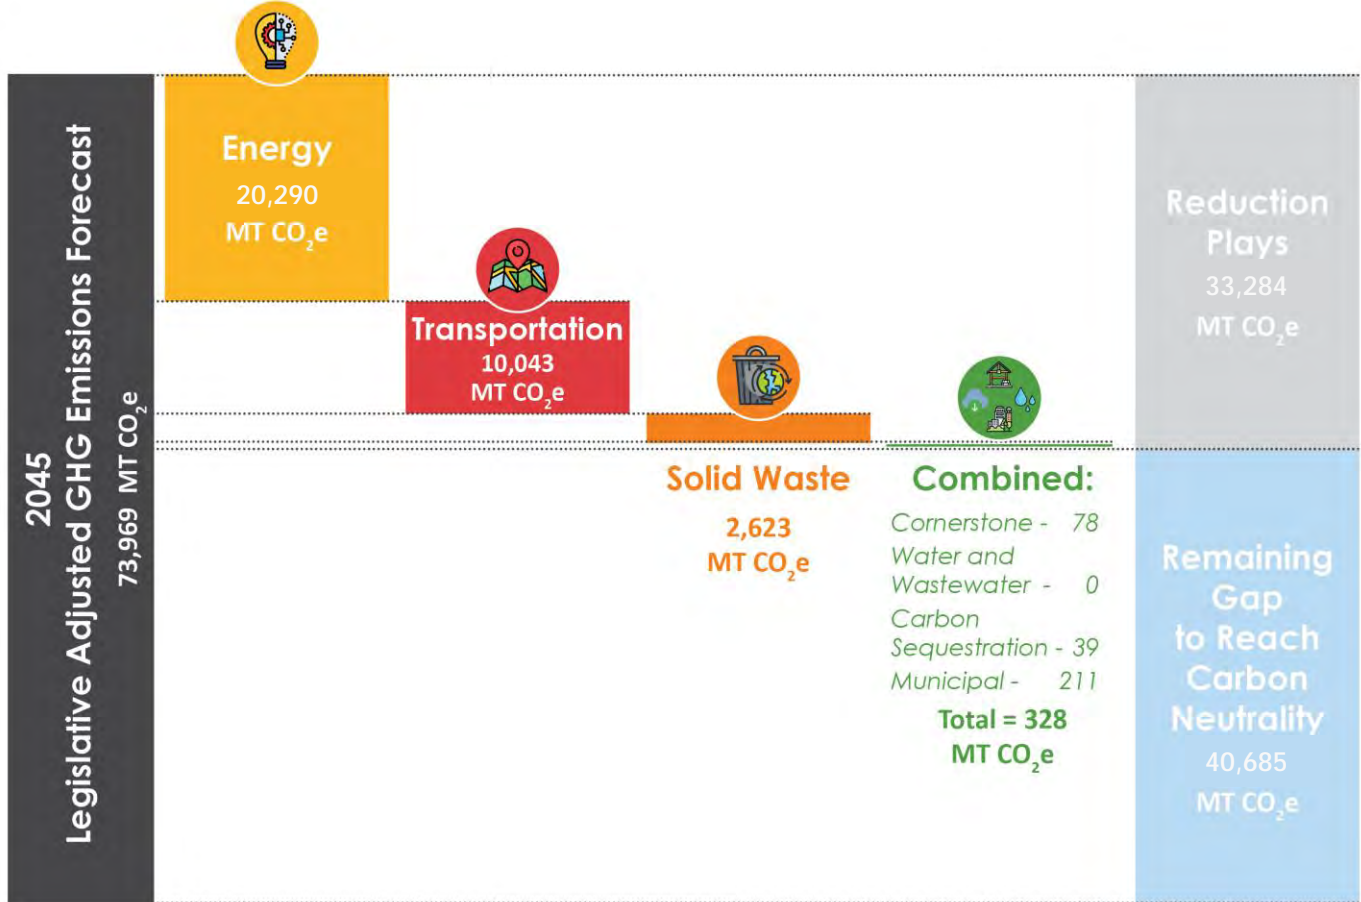 2045
Legislative Adjusted GHG Emissions Forecast
73,969 MT CO₂e
Energy
20,290
MT CO₂e
Transportation
10,043
MT CO₂e
Solid Waste
2,623
MT CO₂e
Combined:
Cornerstone - 78
Water and
Wastewater - 0
Carbon
Sequestration - 39
Municipal - 211
Total = 328
MT CO₂e
Reduction
Plays
33,284
MT CO₂e
Remaining
Gap
to Reach
Carbon
Neutrality
40,685
MT CO₂e